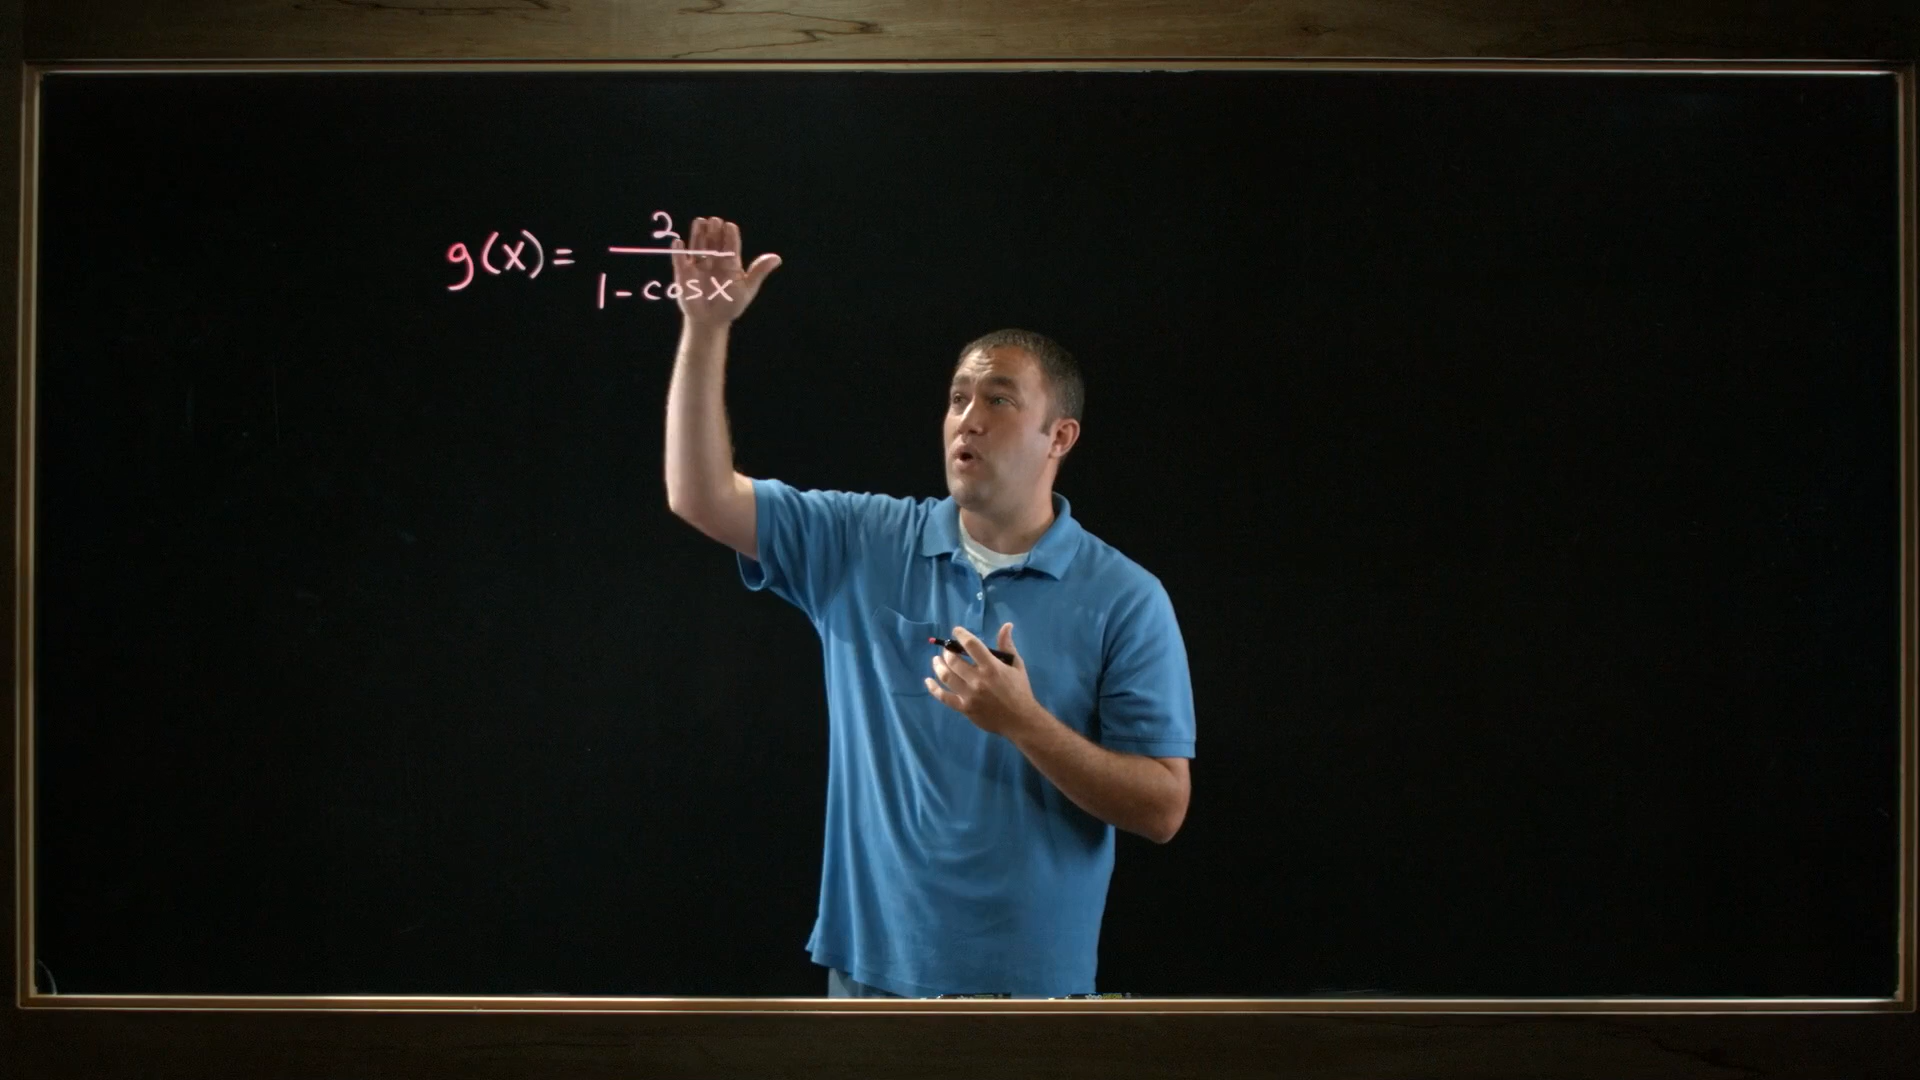 g(x) = 2 / (1 - cosx)